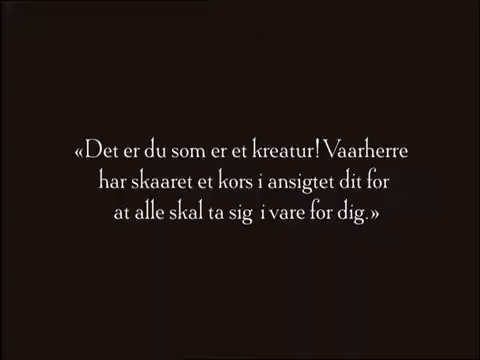 «Det er du som er et kreatur! Vaarherre
har skaaret et kors i ansigtet dit for
at alle skal ta sig i vare for dig.»